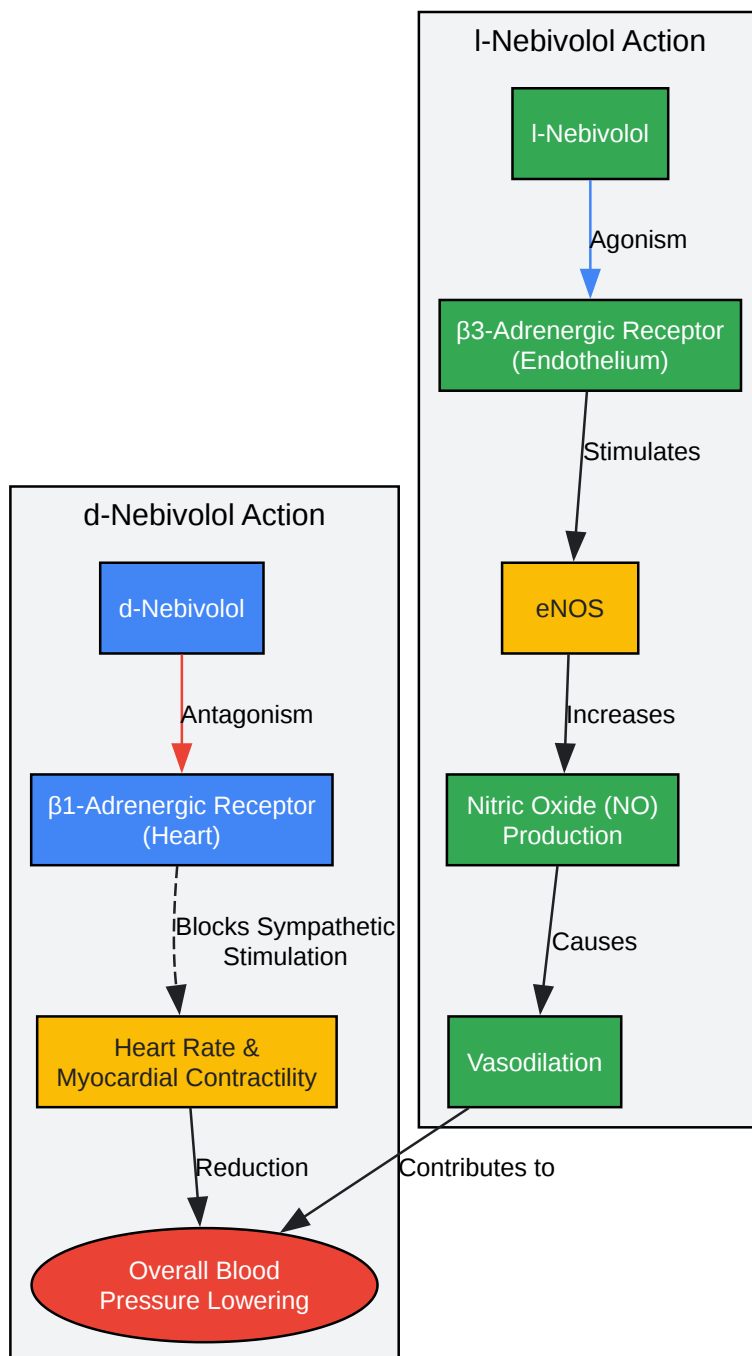 l-Nebivolol Action
l-Nebivolol
Agonism
β3-Adrenergic Receptor
(Endothelium)
Stimulates
eNOS
Increases
Nitric Oxide (NO)
Production
Causes
Vasodilation
Contributes to
d-Nebivolol Action
d-Nebivolol
Antagonism
β1-Adrenergic Receptor
(Heart)
Blocks Sympathetic
Stimulation
Heart Rate &
Myocardial Contractility
Reduction
Overall Blood
Pressure Lowering